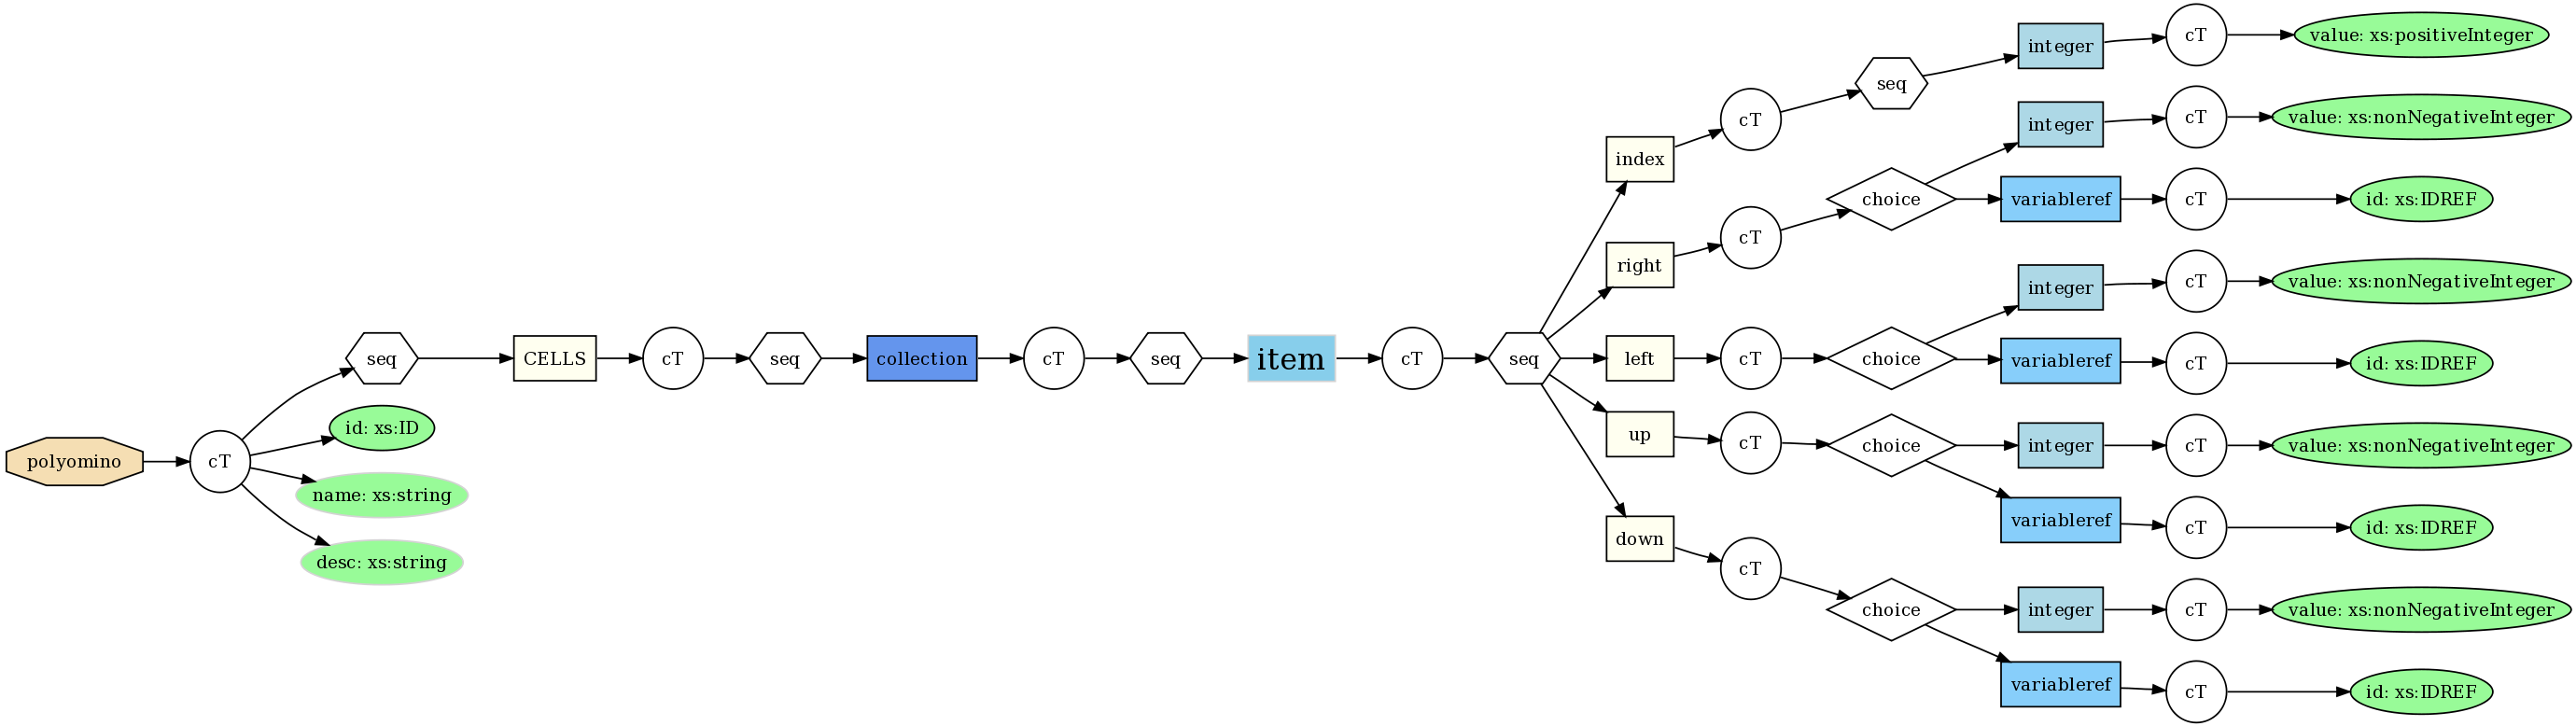 polyomino
cT
seq
id: xs:ID
name: xs:string
desc: xs:string
CELLS
cT
seq
collection
cT
seq
item
cT
seq
index
cT
seq
integer
cT
value: xs:positiveInteger
right
cT
choice
integer
cT
value: xs:nonNegativeInteger
variableref
cT
id: xs:IDREF
left
cT
choice
integer
cT
value: xs:nonNegativeInteger
variableref
cT
id: xs:IDREF
up
cT
choice
integer
cT
value: xs:nonNegativeInteger
variableref
cT
id: xs:IDREF
down
cT
choice
integer
cT
value: xs:nonNegativeInteger
variableref
cT
id: xs:IDREF